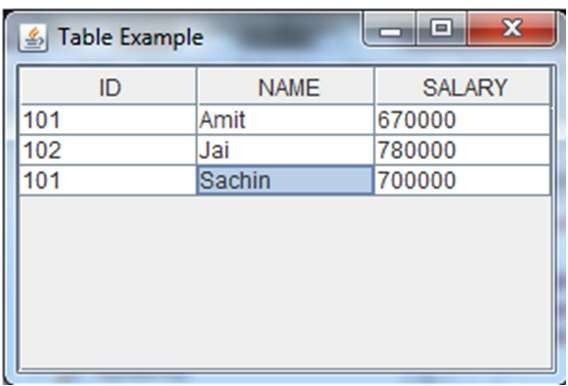 Table Example
ID NAME SALARY
101 Amit 670000
102 Jai 780000
101 Sachin 700000